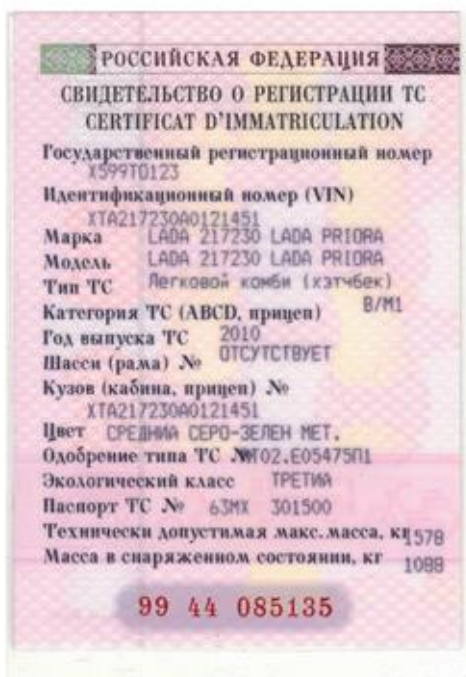 РОССИЙСКАЯ ФЕДЕРАЦИЯ
СВИДЕТЕЛЬСТВО О РЕГИСТРАЦИИ ТС
CERTIFICAT D'IMMATRICULATION
Государственный регистрационный номер
Х599ТО123
Идентификационный номер (VIN)
XTA217230A0121451
Марка LADA 217230 LADA PRIORA
Модель LADA 217230 LADA PRIORA
Тип ТС Легковой комби (хэтчбек)
Категория ТС (ABCD, прицеп) B/M1
Год выпуска ТС 2010
Шасси (рама) № ОТСУТСТВУЕТ
Кузов (кабина, прицеп) №
XTA217230A0121451
Цвет СРЕДНИА СЕРО-ЗЕЛЕН МЕТ.
Одобрение типа ТС №МТ02.Е05475П1
Экологический класс ТРЕТИА
Паспорт ТС № 63МХ 301500
Технически допустимая макс. масса, кг 1578
Масса в снаряженном состоянии, кг 1088
99 44 085135